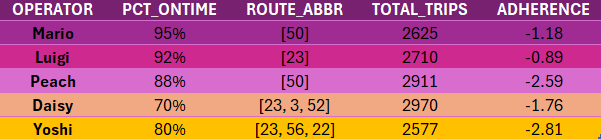 OPERATOR PCT_ONTIME ROUTE_ABBR TOTAL_TRIPS ADHERENCE
Mario 95% [50] 2625 -1.18
Luigi 92% [23] 2710 -0.89
Peach 88% [50] 2911 -2.59
Daisy 70% [23, 3, 52] 2970 -1.76
Yoshi 80% [23, 56, 22] 2577 -2.81